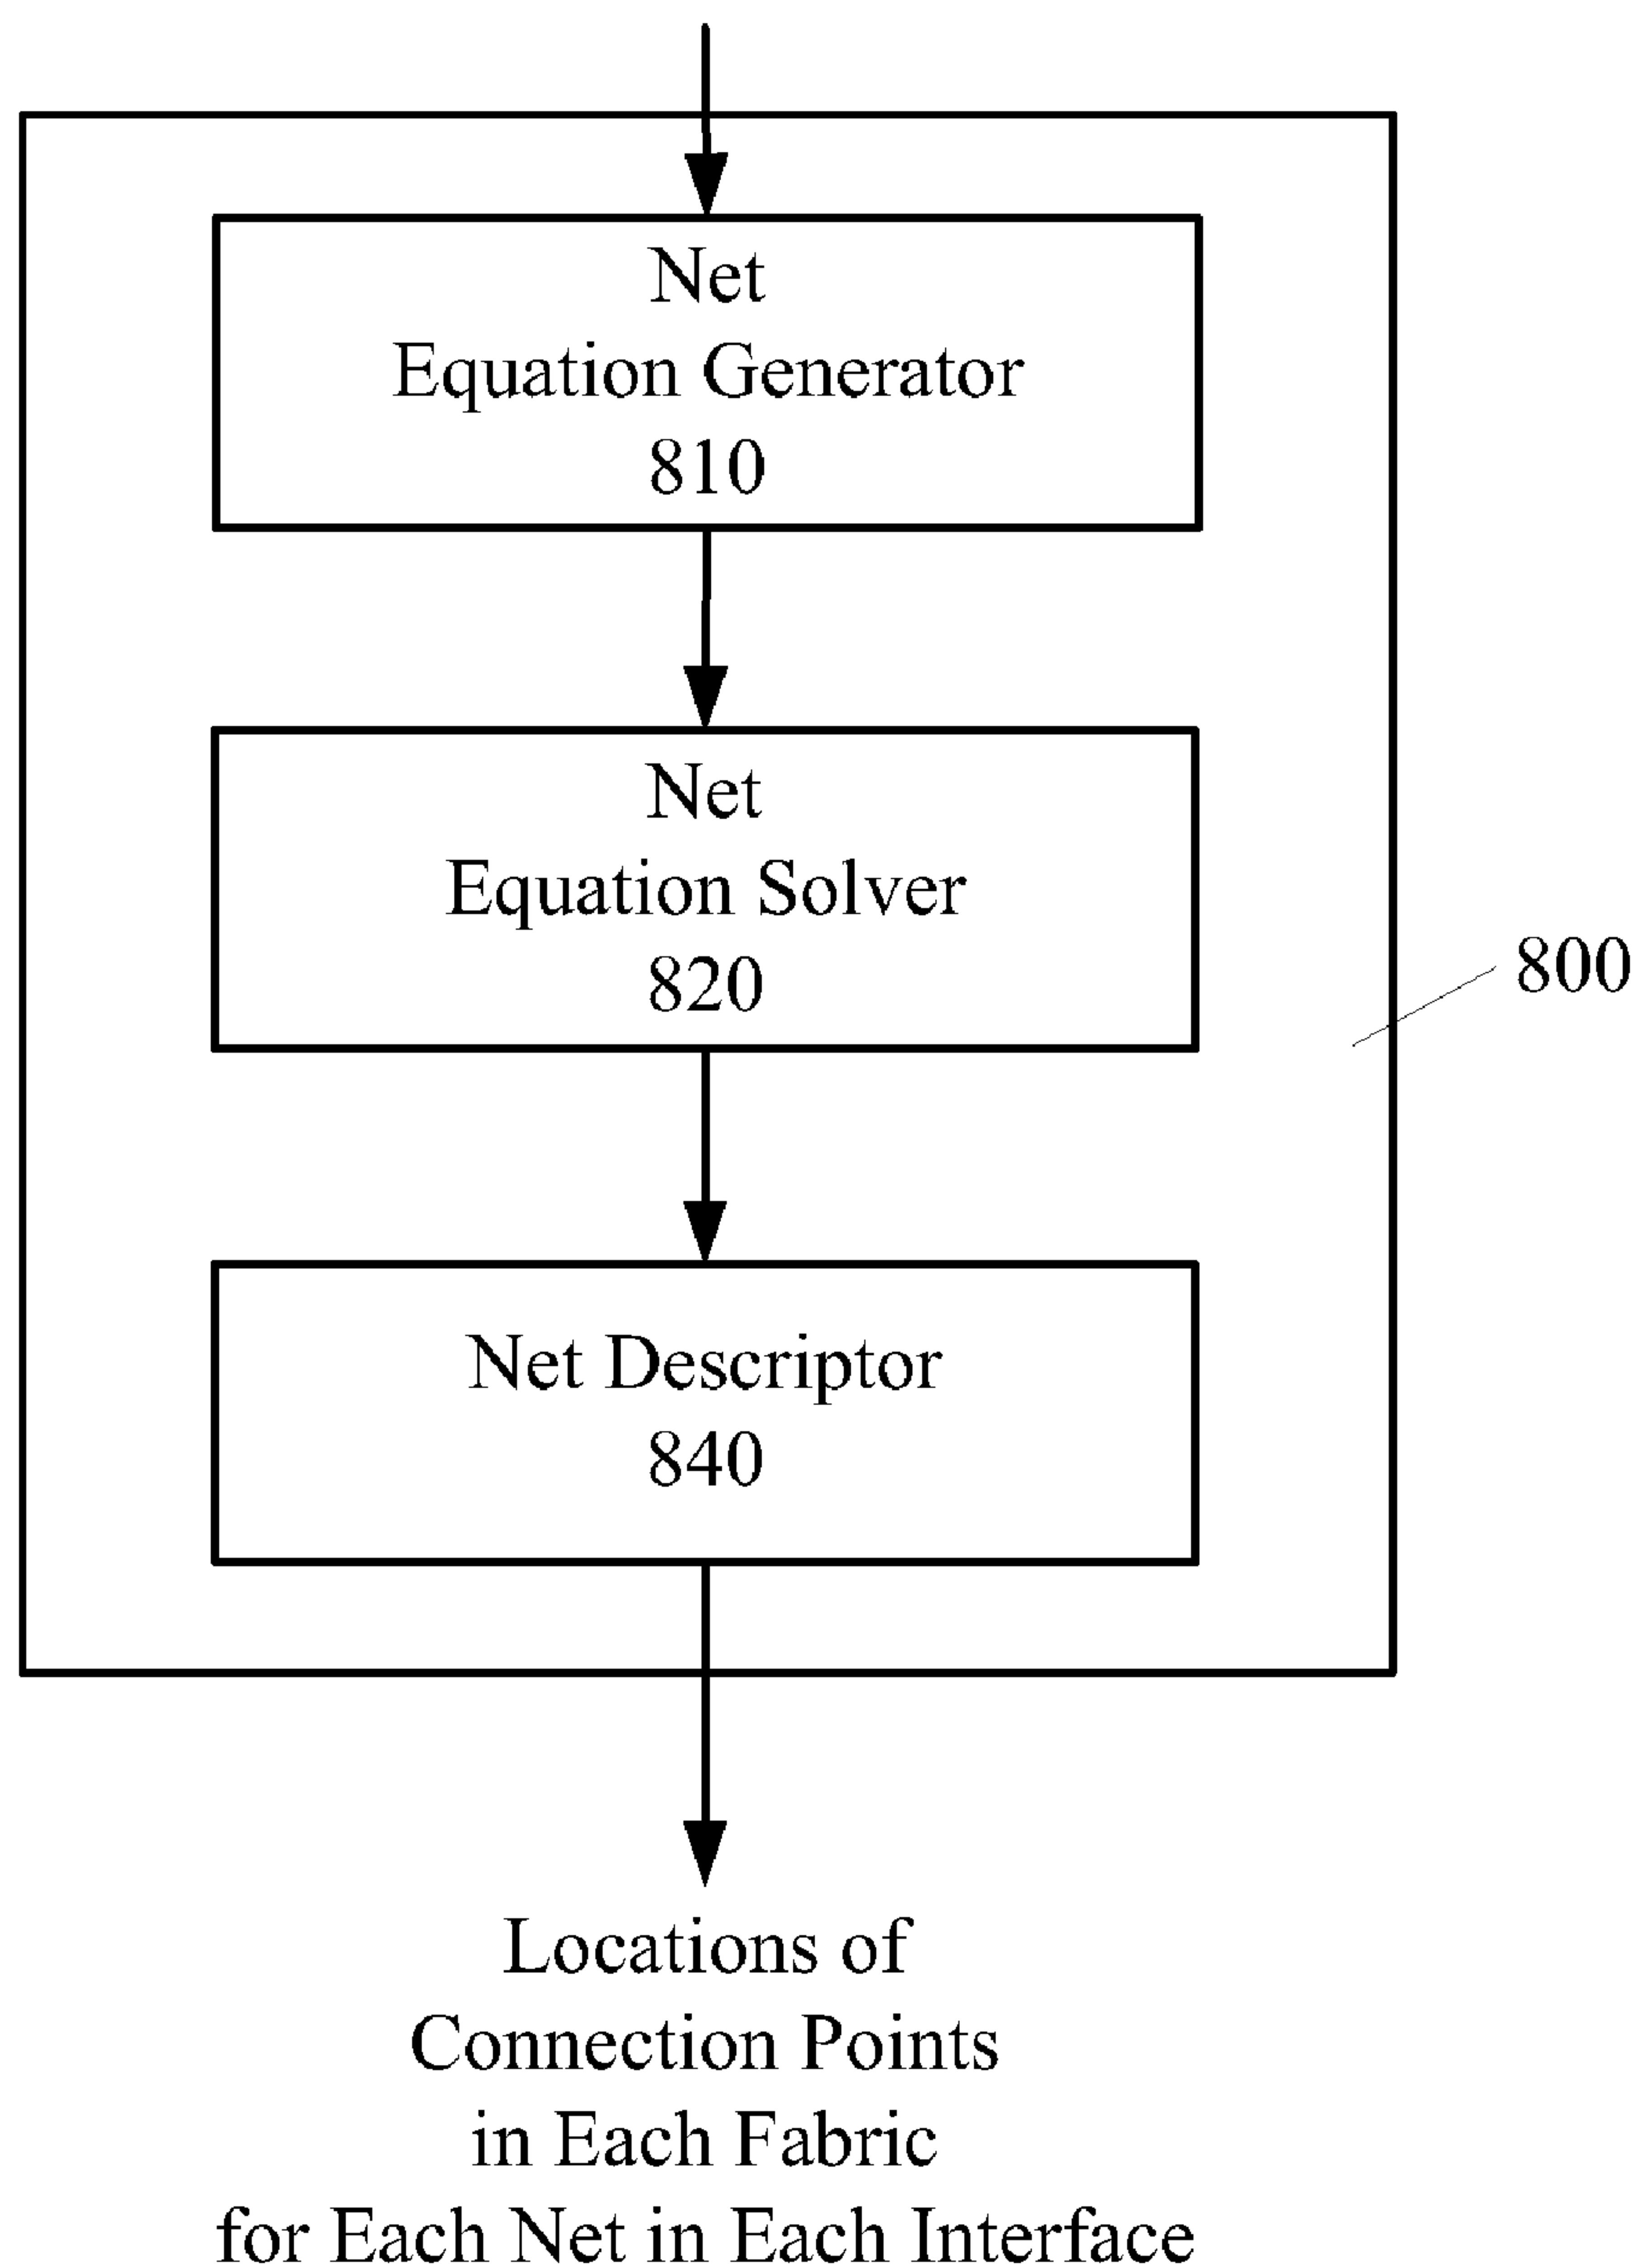 Net
Equation Generator
810
Net
Equation Solver
820
800
Net Descriptor
840
Locations of
Connection Points
in Each Fabric
for Each Net in Each Interface